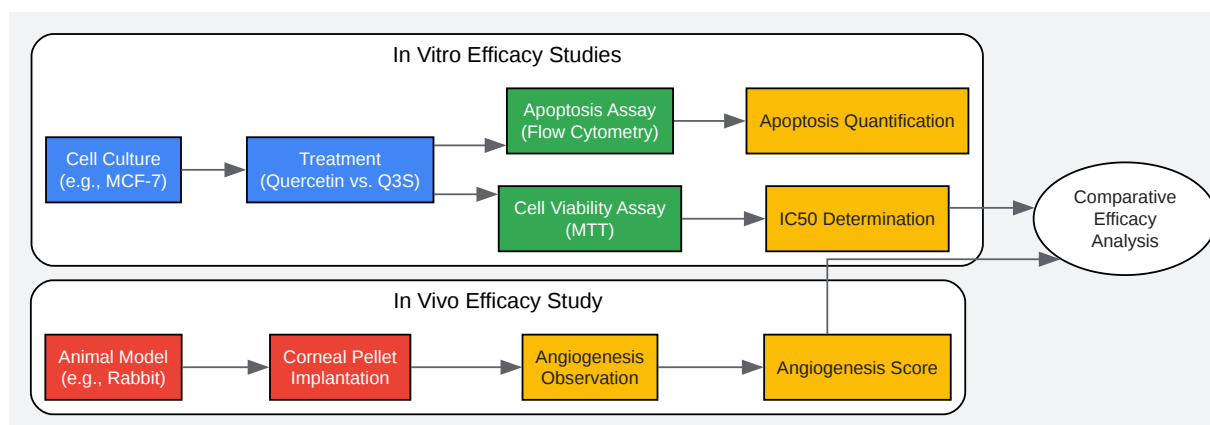 In Vitro Efficacy Studies
Cell Culture
(e.g., MCF-7)
Treatment
(Quercetin vs. Q3S)
Apoptosis Assay
(Flow Cytometry)
Apoptosis Quantification
Cell Viability Assay
(MTT)
IC50 Determination
Comparative
Efficacy
Analysis
In Vivo Efficacy Study
Animal Model
(e.g., Rabbit)
Corneal Pellet
Implantation
Angiogenesis
Observation
Angiogenesis Score